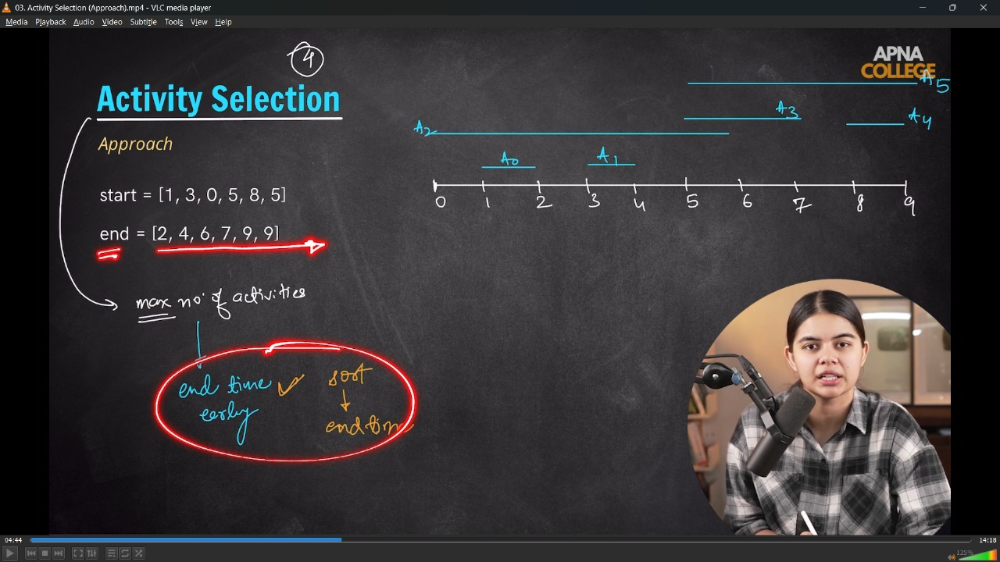 03. Activity Selection (Approach).mp4 - VLC media player
Media Playback Audio Video Subtitle Tools View Help
4
APNA
COLLEGE
Activity Selection
Approach
start = [1, 3, 0, 5, 8, 5]
end = [2, 4, 6, 7, 9, 9]
max no. of activities
end time
early
sort
end time
A5
A3
A4
A2
A0
A1
0 1 2 3 4 5 6 7 8 9
04:44
14:18
125%